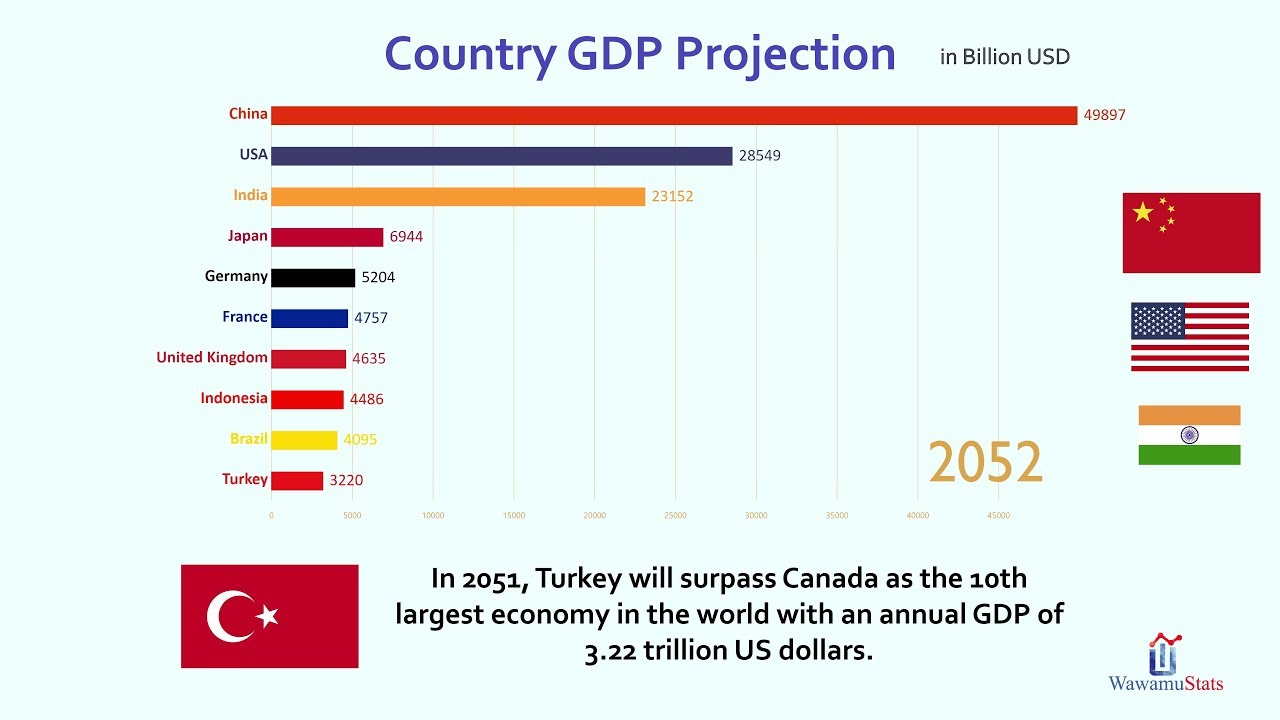 Country GDP Projection in Billion USD
China 49897
USA 28549
India 23152
Japan 6944
Germany 5204
France 4757
United Kingdom 4635
Indonesia 4486
Brazil 4095
Turkey 3220
2052
0 5000 10000 15000 20000 25000 30000 35000 40000 45000
In 2051, Turkey will surpass Canada as the 10th
largest economy in the world with an annual GDP of
3.22 trillion US dollars.
WawamuStats